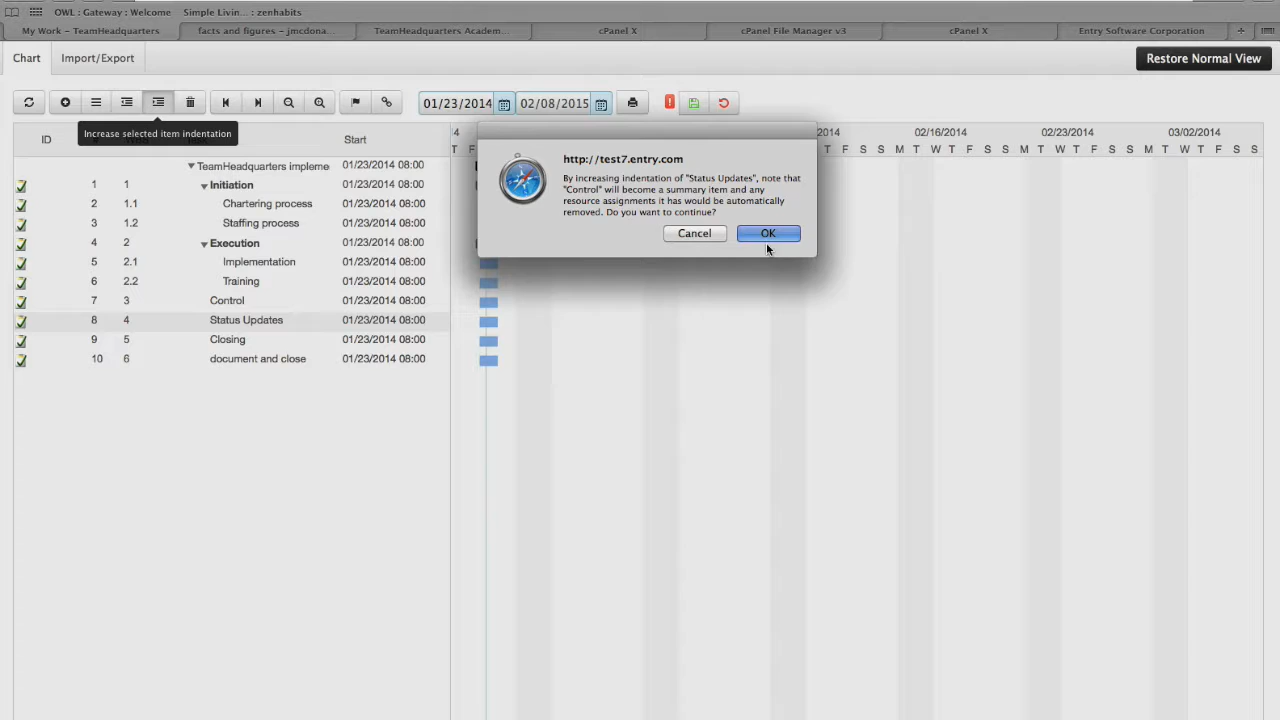 OWL : Gateway : Welcome Simple Livin... : zenhabits
My Work – TeamHeadquarters facts and figures – jmcdona... TeamHeadquarters Academ... cPanel X cPanel File Manager v3 cPanel X Entry Software Corporation +
Chart Import/Export Restore Normal View
01/23/2014 02/08/2015
Increase selected item indentation
ID Start 4 2014 02/16/2014 02/23/2014 03/02/2014
T F T F S S M T W T F S S M T W T F S S M T W T F S S
TeamHeadquarters impleme 01/23/2014 08:00
1 1 Initiation 01/23/2014 08:00
2 1.1 Chartering process 01/23/2014 08:00
3 1.2 Staffing process 01/23/2014 08:00
4 2 Execution 01/23/2014 08:00
5 2.1 Implementation 01/23/2014 08:00
6 2.2 Training 01/23/2014 08:00
7 3 Control 01/23/2014 08:00
8 4 Status Updates 01/23/2014 08:00
9 5 Closing 01/23/2014 08:00
10 6 document and close 01/23/2014 08:00
http://test7.entry.com
By increasing indentation of "Status Updates", note that
"Control" will become a summary item and any
resource assignments it has would be automatically
removed. Do you want to continue?
Cancel OK